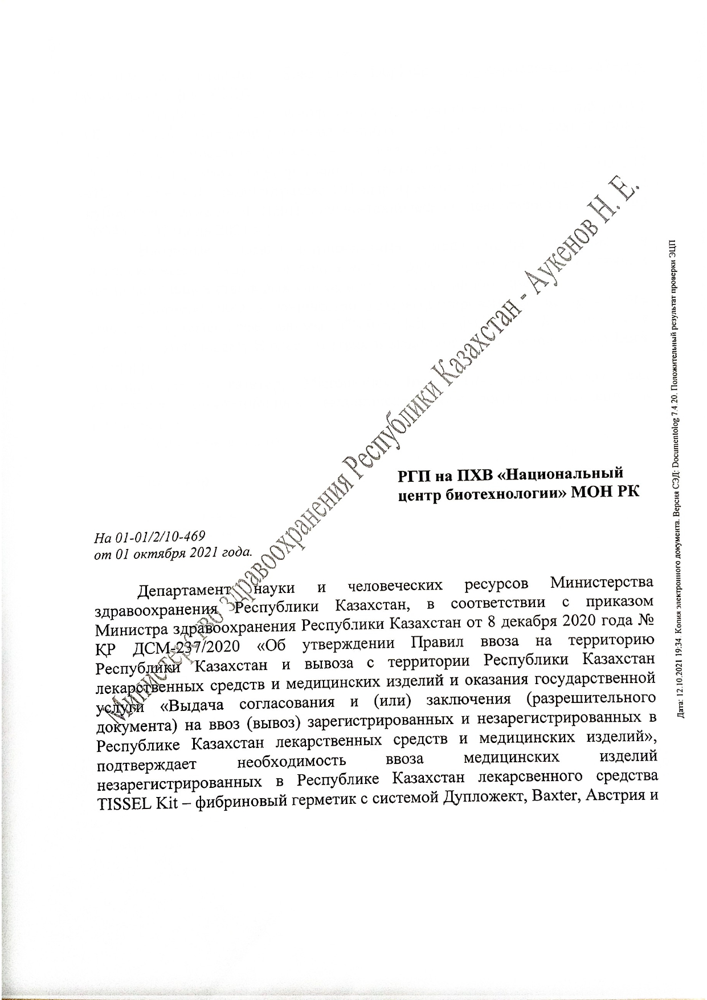 РГП на ПХВ «Национальный
центр биотехнологии» МОН РК
На 01-01/2/10-469
от 01 октября 2021 года.
Департамент науки и человеческих ресурсов Министерства
здравоохранения Республики Казахстан, в соответствии с приказом
Министра здравоохранения Республики Казахстан от 8 декабря 2020 года №
ҚР ДСМ-237/2020 «Об утверждении Правил ввоза на территорию
Республики Казахстан и вывоза с территории Республики Казахстан
лекарственных средств и медицинских изделий и оказания государственной
услуги «Выдача согласования и (или) заключения (разрешительного
документа) на ввоз (вывоз) зарегистрированных и незарегистрированных в
Республике Казахстан лекарственных средств и медицинских изделий»,
подтверждает необходимость ввоза медицинских изделий
незарегистрированных в Республике Казахстан лекарсвенного средства
TISSEL Kit – фибриновый герметик с системой Дупложект, Baxter, Австрия и
Министерство здравоохранения Республики Казахстан - Аукенов Н. Е.
Дата: 12.10.2021 19:34. Копия электронного документа. Версия СЭД: Documentolog 7.4.20. Положительный результат проверки ЭЦП